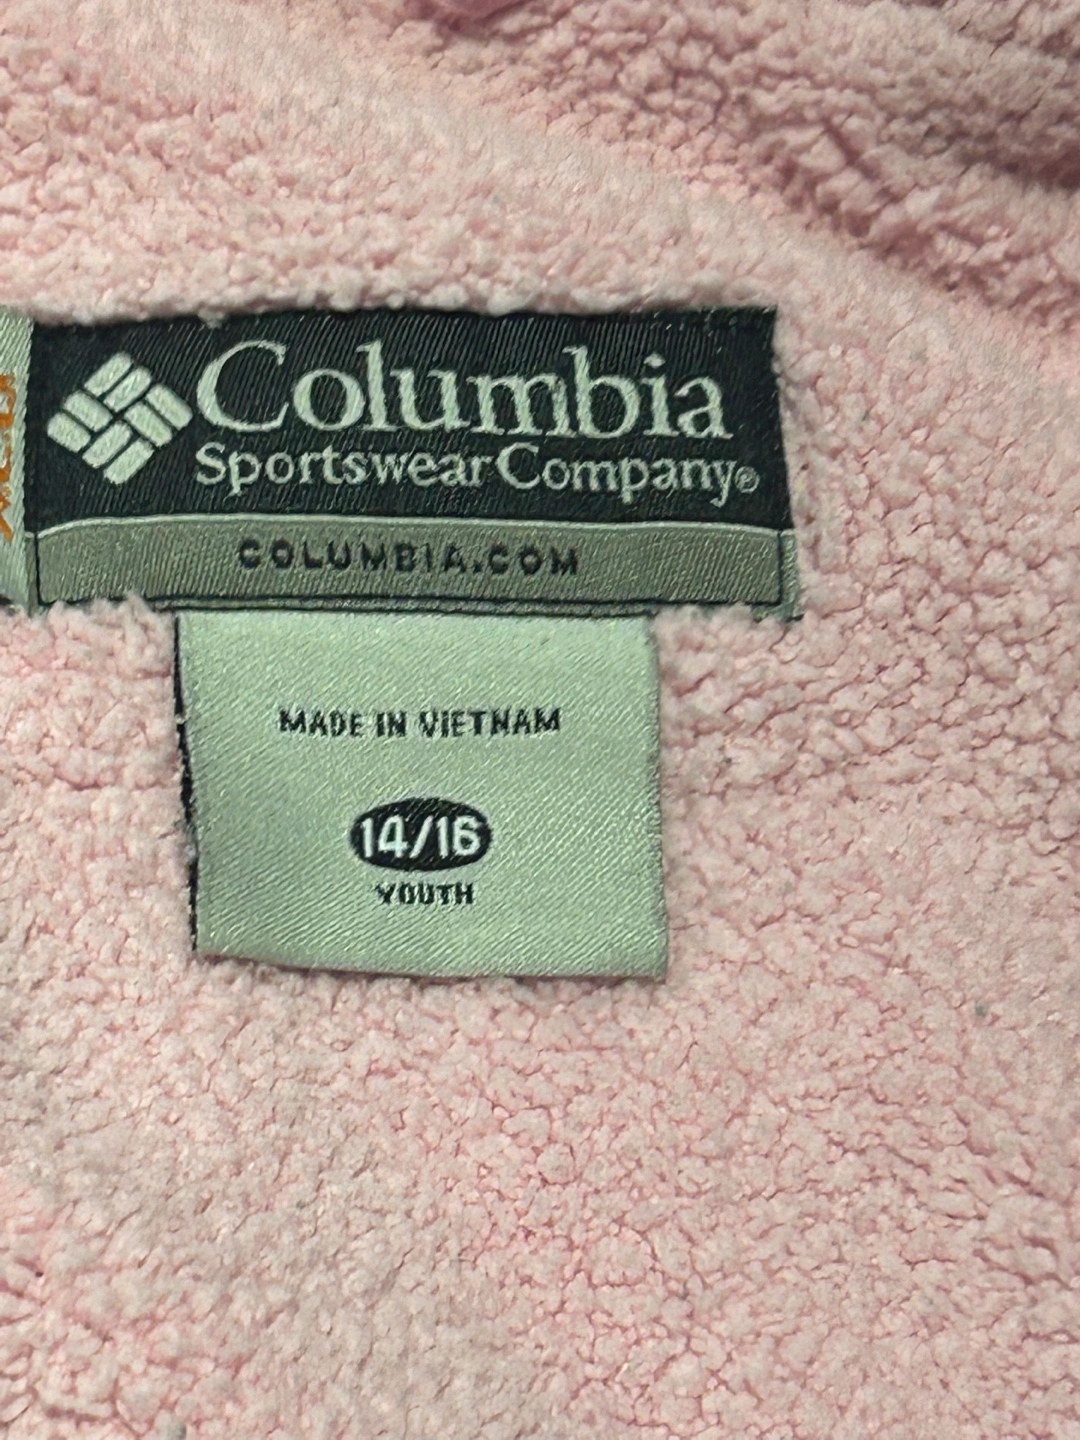 Columbia
Sportswear Company®
COLUMBIA.COM
MADE IN VIETNAM
14/16
YOUTH